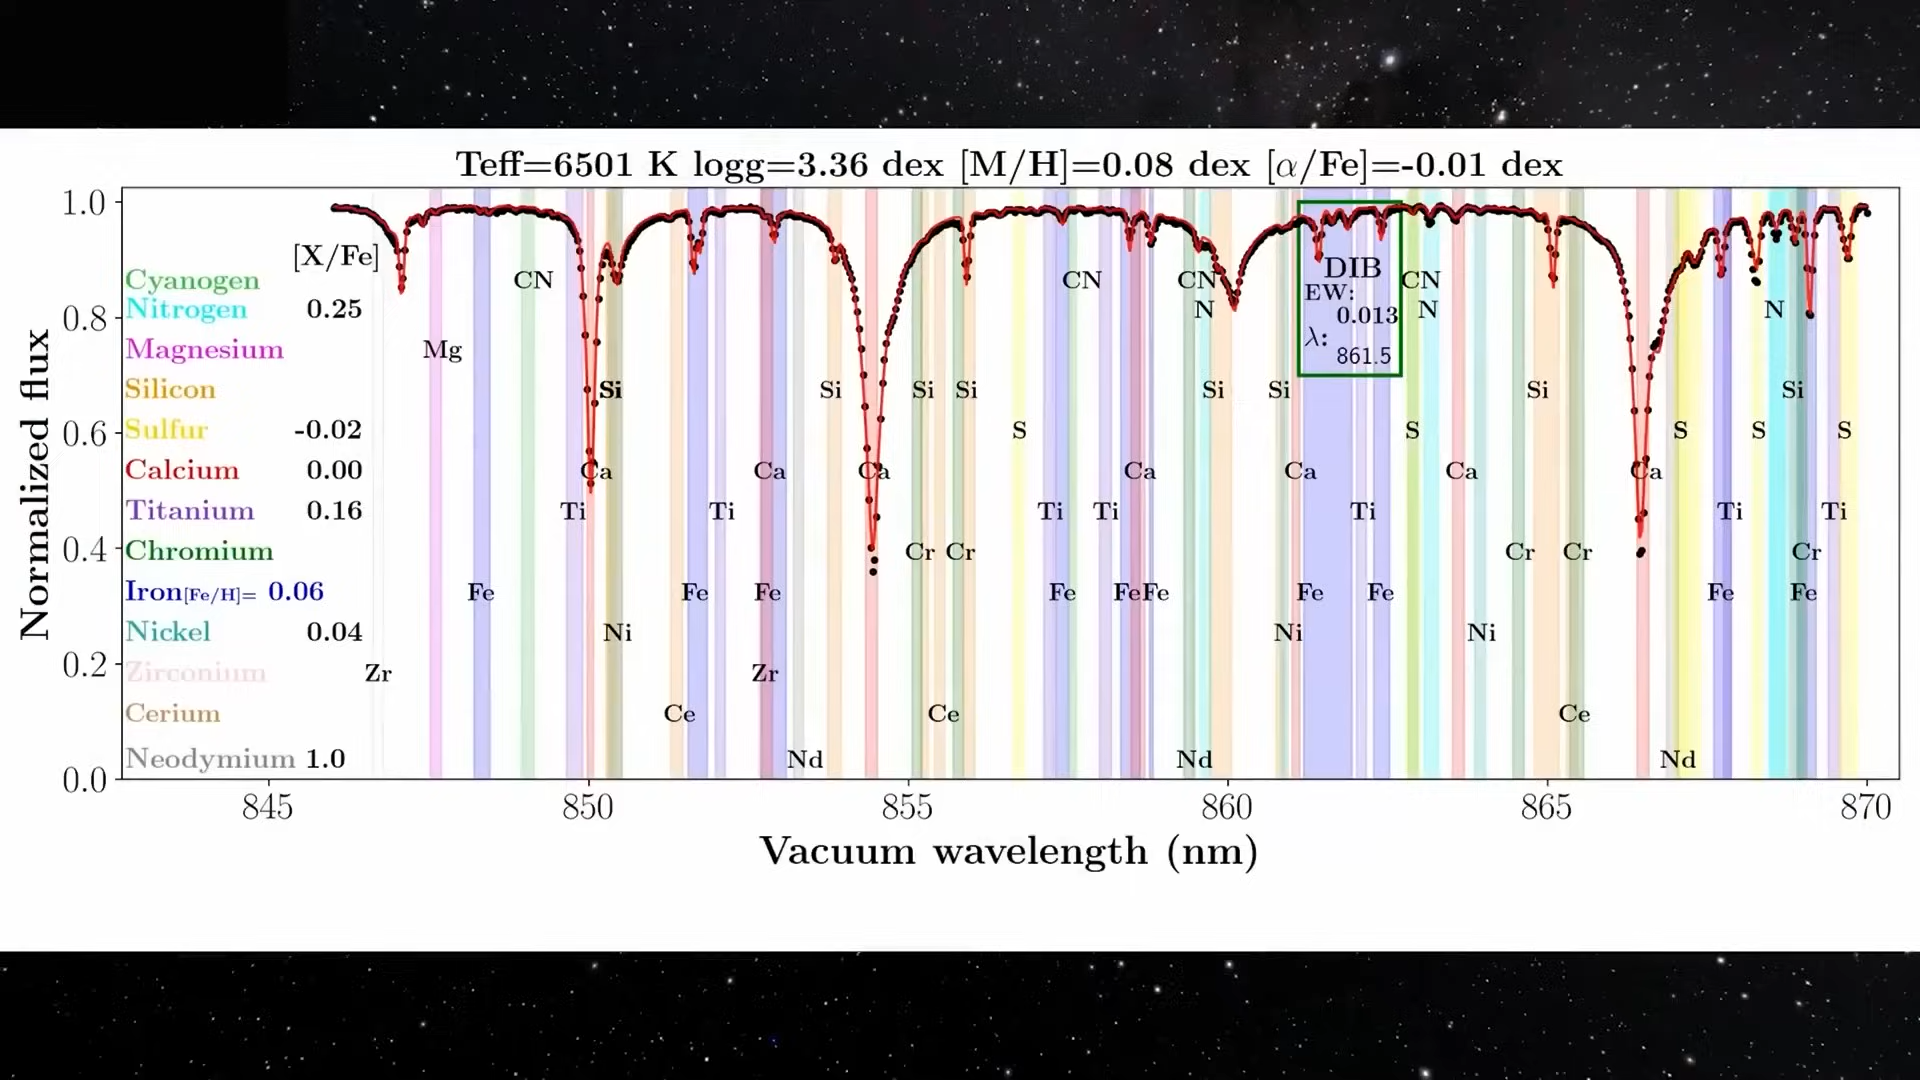 Teff=6501 K logg=3.36 dex [M/H]=0.08 dex [α/Fe]=-0.01 dex
Normalized flux
1.0
0.8
0.6
0.4
0.2
0.0
[X/Fe]
DIB
EW:
0.013
λ:
861.5
Cyanogen CN CN CN CN
Nitrogen 0.25 N N N
Magnesium Mg
Silicon Si Si Si Si Si Si Si Si
Sulfur -0.02 S S S S S
Calcium 0.00 Ca Ca Ca Ca Ca Ca Ca
Titanium 0.16 Ti Ti Ti Ti Ti Ti Ti
Chromium Cr Cr Cr Cr Cr
Iron[Fe/H]= 0.06 Fe Fe Fe Fe Fe Fe Fe Fe Fe Fe
Nickel 0.04 Ni Ni Ni
Zirconium Zr Zr
Cerium Ce Ce Ce
Neodymium 1.0 Nd Nd Nd
845 850 855 860 865 870
Vacuum wavelength (nm)